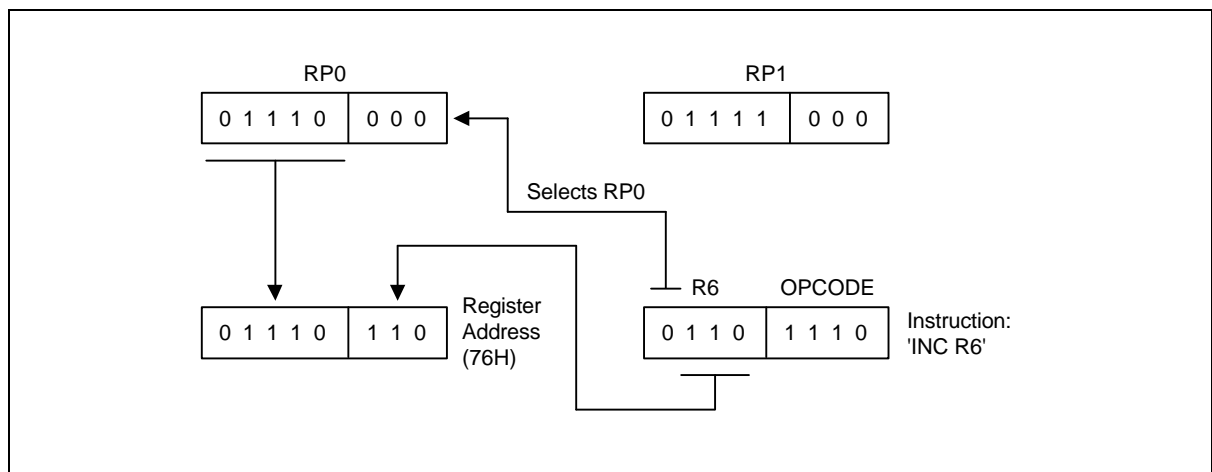 RP0
RP1
0 1 1 1 0 0 0 0
0 1 1 1 1 0 0 0
Selects RP0
R6 OPCODE
0 1 1 1 0 1 1 0
Register
Address
(76H)
0 1 1 0 1 1 1 0
Instruction:
'INC R6'